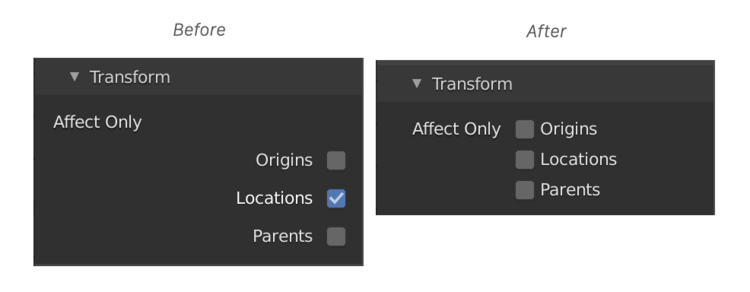 Before
Transform
Affect Only
Origins
Locations
Parents
After
Transform
Affect Only Origins
Locations
Parents